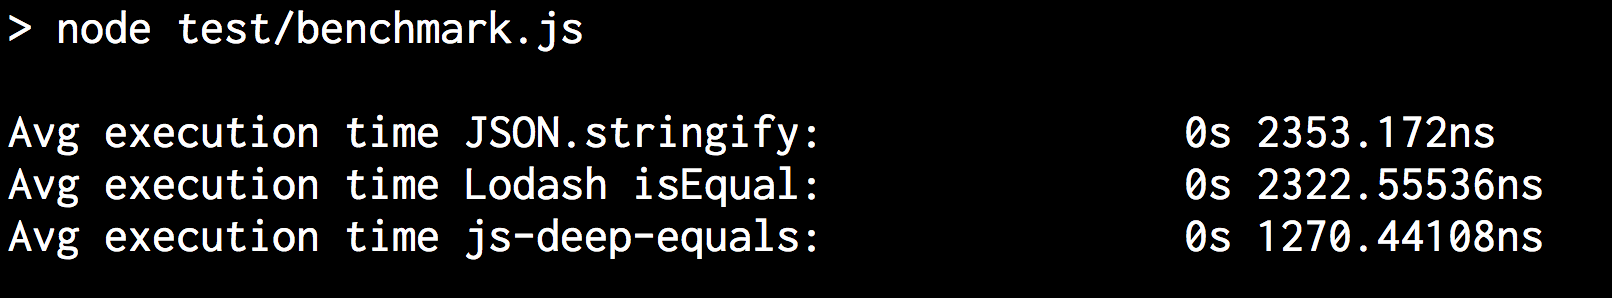 > node test/benchmark.js
Avg execution time JSON.stringify: 0s 2353.172ns
Avg execution time Lodash isEqual: 0s 2322.55536ns
Avg execution time js-deep-equals: 0s 1270.44108ns